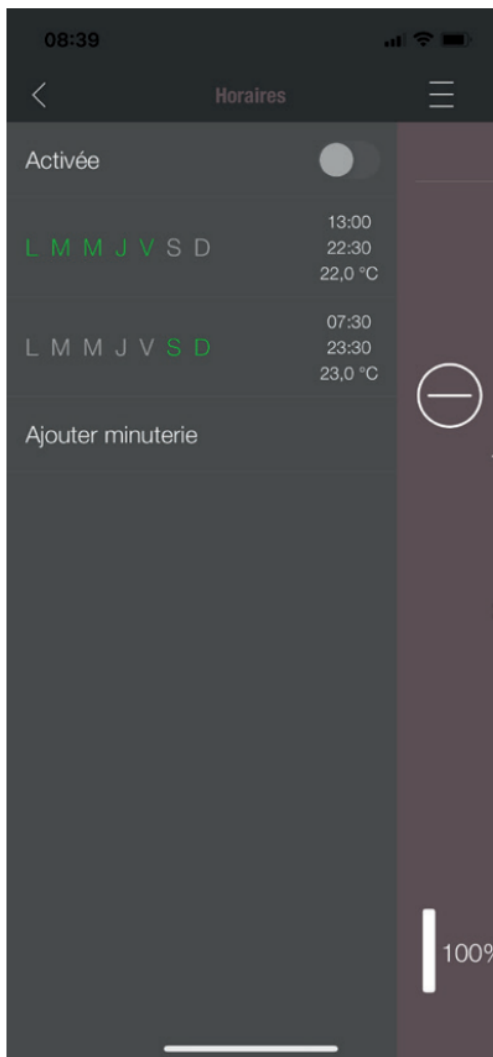 08:39
Horaires
Activée
13:00
L M M J V S D
22:30
22,0 °C
07:30
L M M J V S D
23:30
23,0 °C
Ajouter minuterie
100%